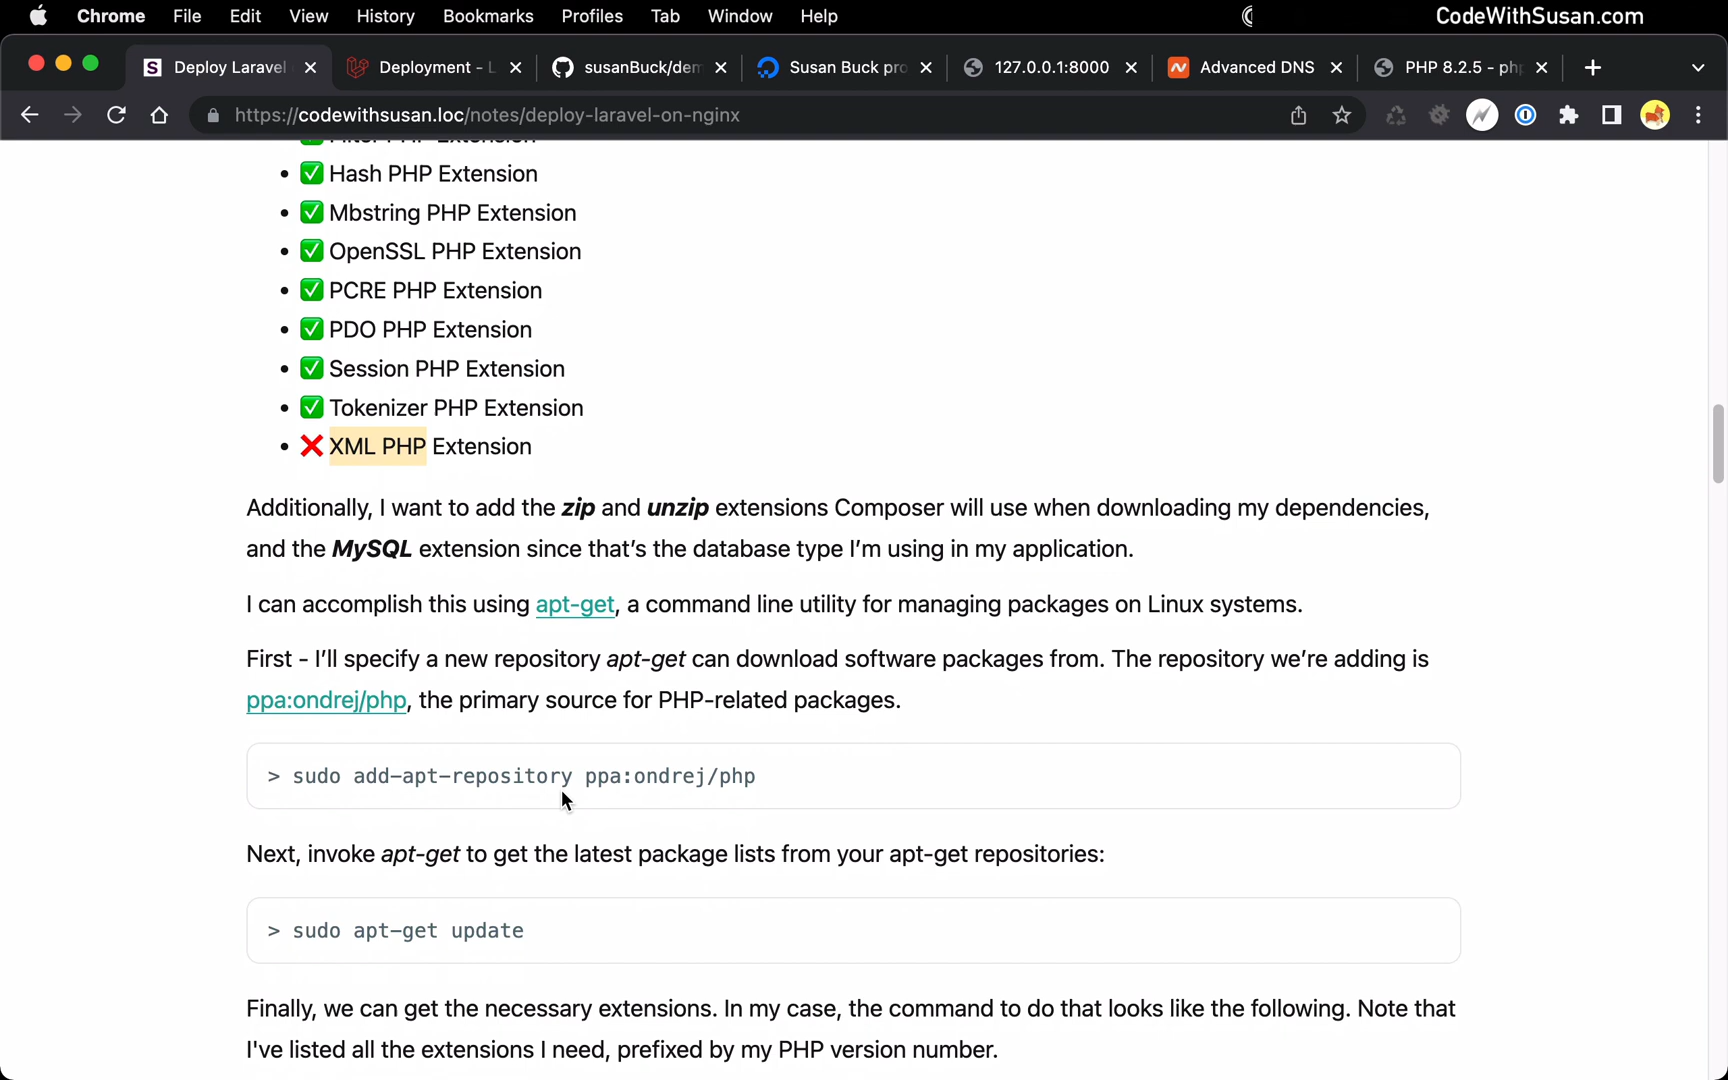 Chrome File Edit View History Bookmarks Profiles Tab Window Help CodeWithSusan.com
S Deploy Laravel Deployment - L susanBuck/dem Susan Buck pro 127.0.0.1:8000 Advanced DNS PHP 8.2.5 - ph
https://codewithsusan.loc/notes/deploy-laravel-on-nginx
Hash PHP Extension
Mbstring PHP Extension
OpenSSL PHP Extension
PCRE PHP Extension
PDO PHP Extension
Session PHP Extension
Tokenizer PHP Extension
XML PHP Extension
Additionally, I want to add the zip and unzip extensions Composer will use when downloading my dependencies,
and the MySQL extension since that’s the database type I’m using in my application.
I can accomplish this using apt-get, a command line utility for managing packages on Linux systems.
First - I’ll specify a new repository apt-get can download software packages from. The repository we’re adding is
ppa:ondrej/php, the primary source for PHP-related packages.
> sudo add-apt-repository ppa:ondrej/php
Next, invoke apt-get to get the latest package lists from your apt-get repositories:
> sudo apt-get update
Finally, we can get the necessary extensions. In my case, the command to do that looks like the following. Note that
I've listed all the extensions I need, prefixed by my PHP version number.